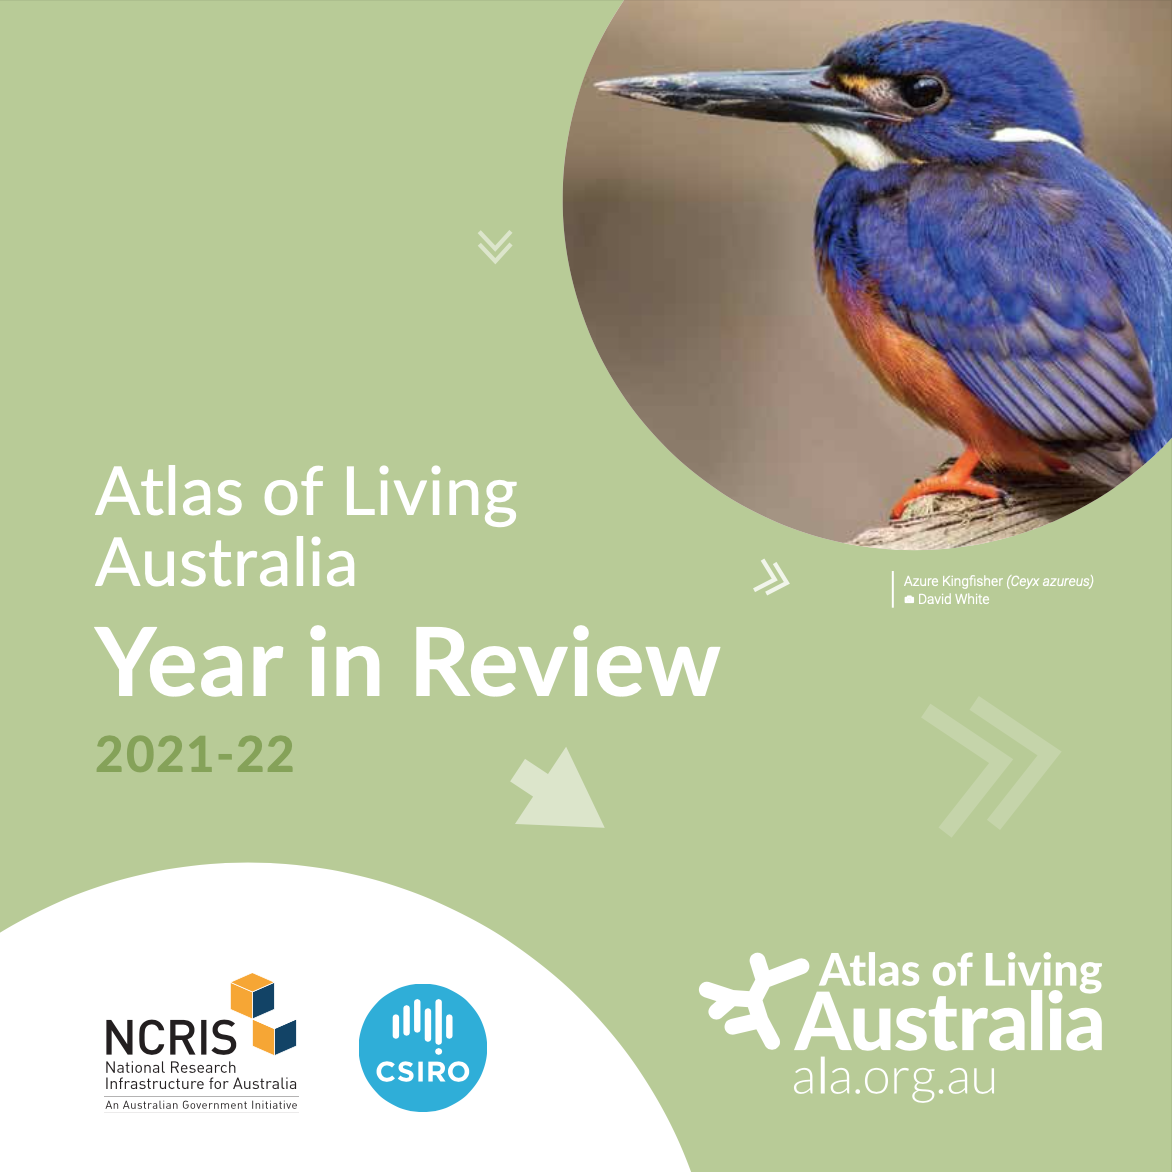 Atlas of Living
Australia
Year in Review
2021-22
Azure Kingfisher (Ceyx azureus)
David White
NCRIS
National Research
Infrastructure for Australia
An Australian Government Initiative
CSIRO
Atlas of Living
Australia
ala.org.au